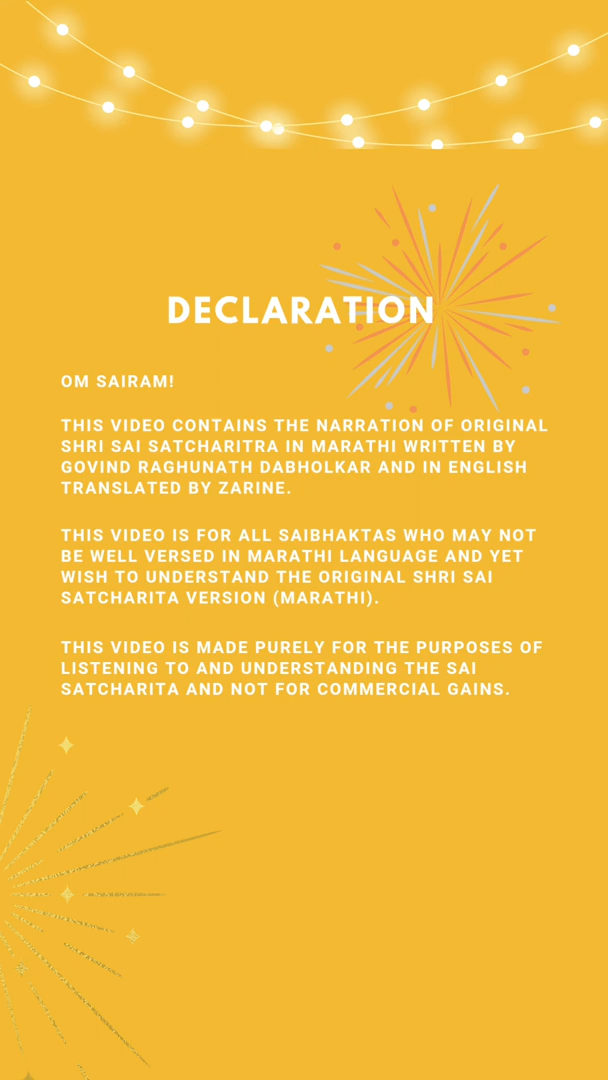 DECLARATION
OM SAIRAM!
THIS VIDEO CONTAINS THE NARRATION OF ORIGINAL
SHRI SAI SATCHARITRA IN MARATHI WRITTEN BY
GOVIND RAGHUNATH DABHOLKAR AND IN ENGLISH
TRANSLATED BY ZARINE.
THIS VIDEO IS FOR ALL SAIBHAKTAS WHO MAY NOT
BE WELL VERSED IN MARATHI LANGUAGE AND YET
WISH TO UNDERSTAND THE ORIGINAL SHRI SAI
SATCHARITA VERSION (MARATHI).
THIS VIDEO IS MADE PURELY FOR THE PURPOSES OF
LISTENING TO AND UNDERSTANDING THE SAI
SATCHARITA AND NOT FOR COMMERCIAL GAINS.